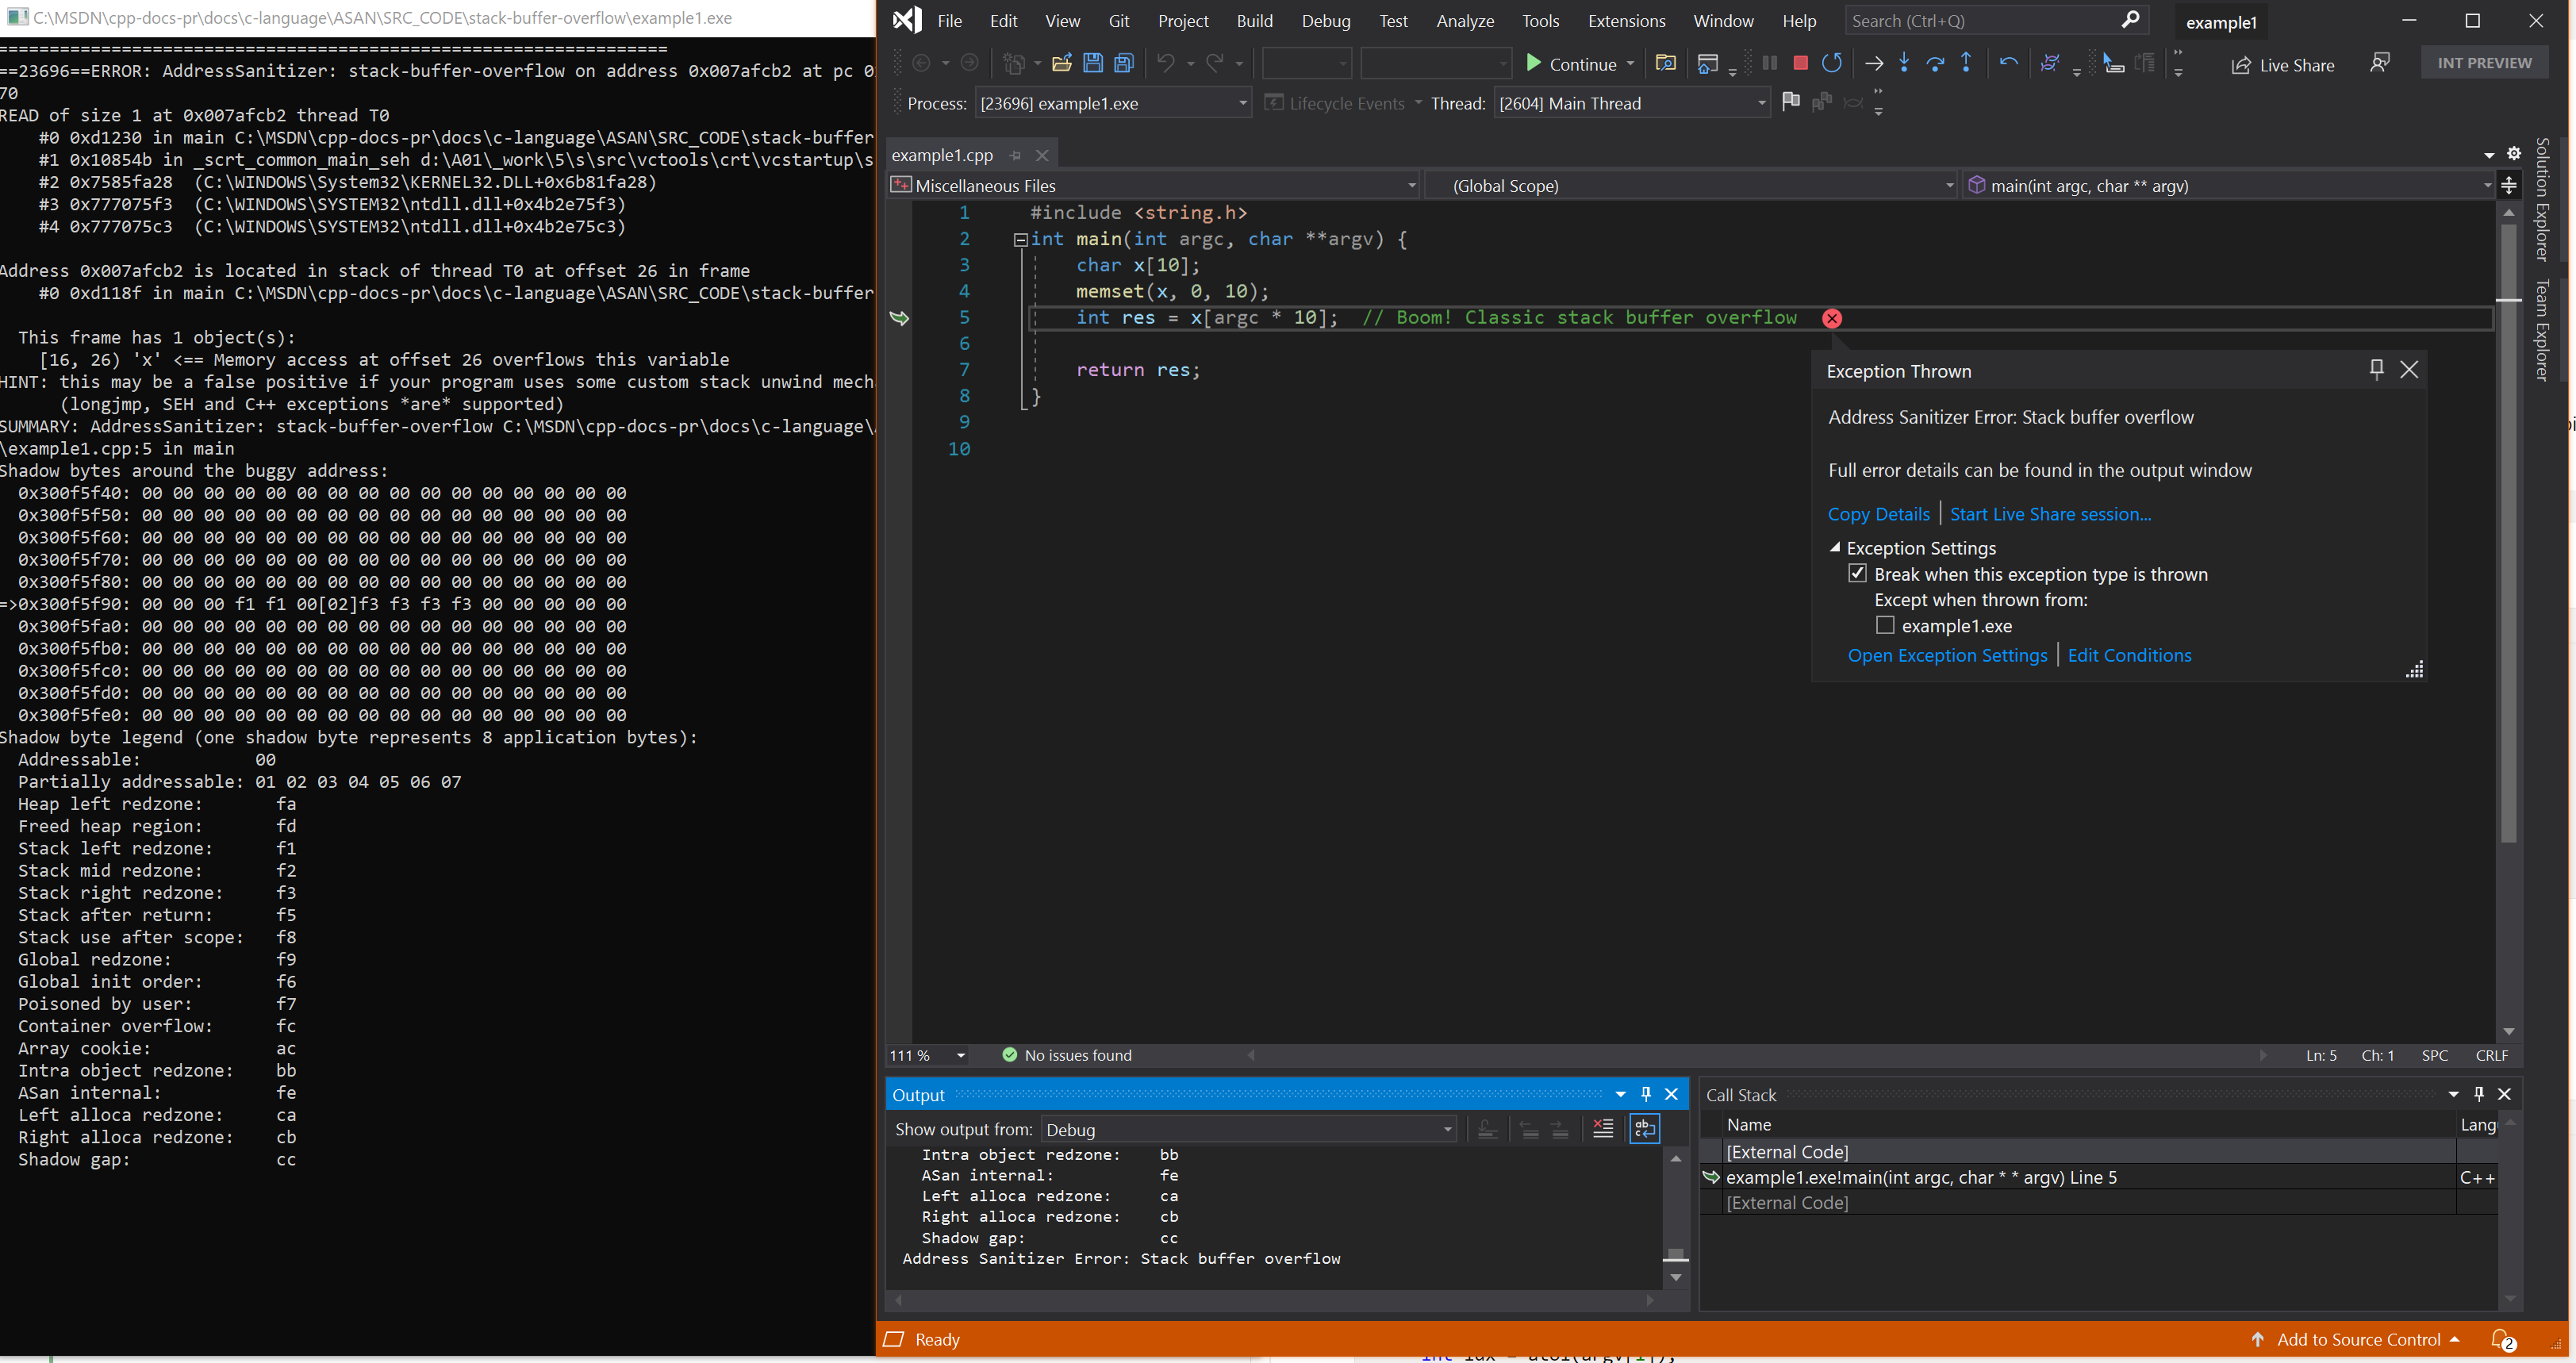 C:\MSDN\cpp-docs-pr\docs\c-language\ASAN\SRC_CODE\stack-buffer-overflow\example1.exe
=================================================================
==23696==ERROR: AddressSanitizer: stack-buffer-overflow on address 0x007afcb2 at pc 0
70
READ of size 1 at 0x007afcb2 thread T0
#0 0xd1230 in main C:\MSDN\cpp-docs-pr\docs\c-language\ASAN\SRC_CODE\stack-buffer
#1 0x10854b in _scrt_common_main_seh d:\A01\_work\5\s\src\vctools\crt\vcstartup\s
#2 0x7585fa28 (C:\WINDOWS\System32\KERNEL32.DLL+0x6b81fa28)
#3 0x777075f3 (C:\WINDOWS\SYSTEM32\ntdll.dll+0x4b2e75f3)
#4 0x777075c3 (C:\WINDOWS\SYSTEM32\ntdll.dll+0x4b2e75c3)
Address 0x007afcb2 is located in stack of thread T0 at offset 26 in frame
#0 0xd118f in main C:\MSDN\cpp-docs-pr\docs\c-language\ASAN\SRC_CODE\stack-buffer
This frame has 1 object(s):
[16, 26) 'x' <== Memory access at offset 26 overflows this variable
HINT: this may be a false positive if your program uses some custom stack unwind mech
(longjmp, SEH and C++ exceptions *are* supported)
SUMMARY: AddressSanitizer: stack-buffer-overflow C:\MSDN\cpp-docs-pr\docs\c-language\
\example1.cpp:5 in main
Shadow bytes around the buggy address:
0x300f5f40: 00 00 00 00 00 00 00 00 00 00 00 00 00 00 00 00
0x300f5f50: 00 00 00 00 00 00 00 00 00 00 00 00 00 00 00 00
0x300f5f60: 00 00 00 00 00 00 00 00 00 00 00 00 00 00 00 00
0x300f5f70: 00 00 00 00 00 00 00 00 00 00 00 00 00 00 00 00
0x300f5f80: 00 00 00 00 00 00 00 00 00 00 00 00 00 00 00 00
=>0x300f5f90: 00 00 00 f1 f1 00[02]f3 f3 f3 f3 00 00 00 00 00
0x300f5fa0: 00 00 00 00 00 00 00 00 00 00 00 00 00 00 00 00
0x300f5fb0: 00 00 00 00 00 00 00 00 00 00 00 00 00 00 00 00
0x300f5fc0: 00 00 00 00 00 00 00 00 00 00 00 00 00 00 00 00
0x300f5fd0: 00 00 00 00 00 00 00 00 00 00 00 00 00 00 00 00
0x300f5fe0: 00 00 00 00 00 00 00 00 00 00 00 00 00 00 00 00
Shadow byte legend (one shadow byte represents 8 application bytes):
Addressable: 00
Partially addressable: 01 02 03 04 05 06 07
Heap left redzone: fa
Freed heap region: fd
Stack left redzone: f1
Stack mid redzone: f2
Stack right redzone: f3
Stack after return: f5
Stack use after scope: f8
Global redzone: f9
Global init order: f6
Poisoned by user: f7
Container overflow: fc
Array cookie: ac
Intra object redzone: bb
ASan internal: fe
Left alloca redzone: ca
Right alloca redzone: cb
Shadow gap: cc
File Edit View Git Project Build Debug Test Analyze Tools Extensions Window Help Search (Ctrl+Q) example1
Continue Live Share INT PREVIEW
Process: [23696] example1.exe Lifecycle Events Thread: [2604] Main Thread
example1.cpp
Miscellaneous Files (Global Scope) main(int argc, char ** argv)
1 #include <string.h>
2 int main(int argc, char **argv) {
3 char x[10];
4 memset(x, 0, 10);
5 int res = x[argc * 10]; // Boom! Classic stack buffer overflow
6
7 return res;
8 }
9
10
Exception Thrown
Address Sanitizer Error: Stack buffer overflow
Full error details can be found in the output window
Copy Details | Start Live Share session...
Exception Settings
Break when this exception type is thrown
Except when thrown from:
example1.exe
Open Exception Settings | Edit Conditions
Solution Explorer
Team Explorer
111 % No issues found Ln: 5 Ch: 1 SPC CRLF
Output
Show output from: Debug
Intra object redzone: bb
ASan internal: fe
Left alloca redzone: ca
Right alloca redzone: cb
Shadow gap: cc
Address Sanitizer Error: Stack buffer overflow
Call Stack
Name Lang
[External Code]
example1.exe!main(int argc, char * * argv) Line 5 C++
[External Code]
Ready Add to Source Control 2